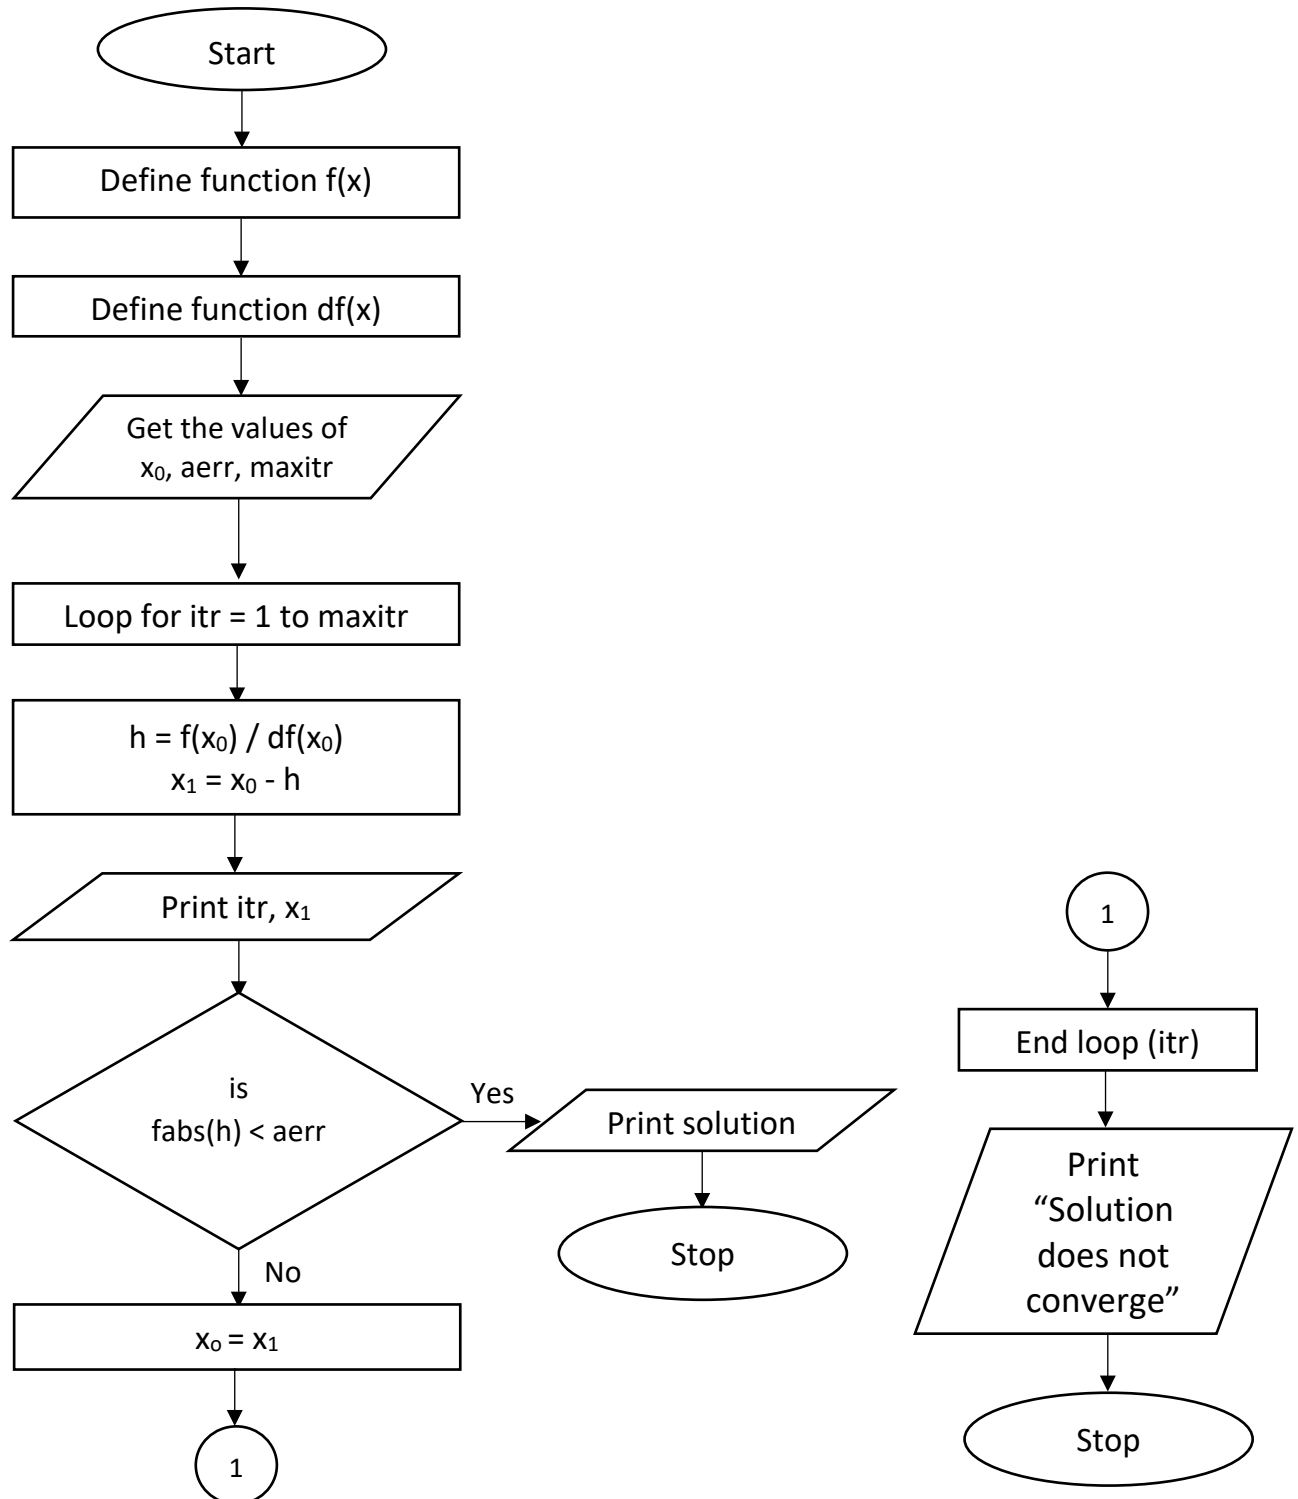 Start
Define function f(x)
Define function df(x)
Get the values of
x₀, aerr, maxitr
Loop for itr = 1 to maxitr
h = f(x₀) / df(x₀)
x₁ = x₀ - h
Print itr, x₁
is
fabs(h) < aerr
Yes
Print solution
Stop
No
xₒ = x₁
1
1
End loop (itr)
Print
“Solution
does not
converge”
Stop